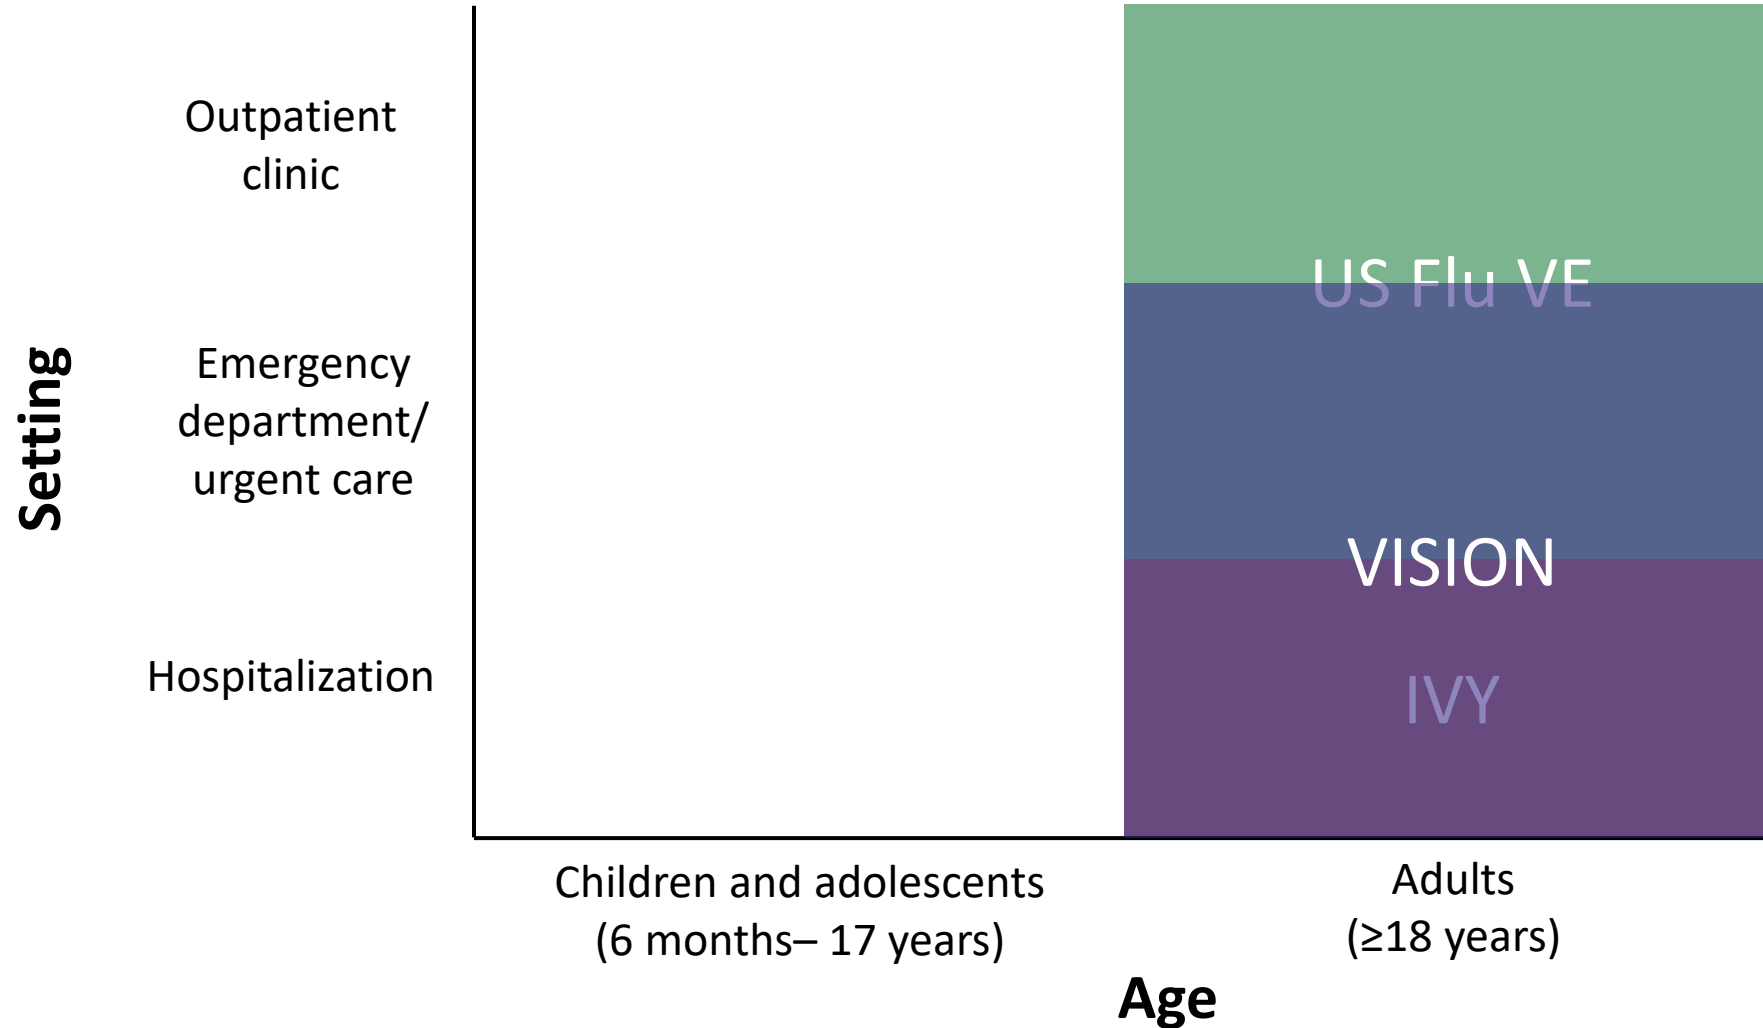 Setting
Outpatient
clinic
Emergency
department/
urgent care
Hospitalization
US Flu VE
VISION
IVY
Children and adolescents
(6 months– 17 years)
Adults
(≥18 years)
Age